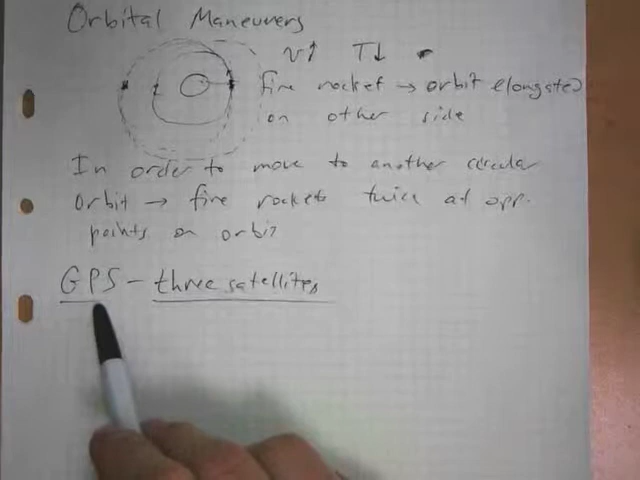 Orbital Maneuvers
v↑ T↓
fire rocket → orbit elongated
on other side
In order to move to another circular
orbit → fire rockets twice at opp.
points on orbit
GPS – three satellites